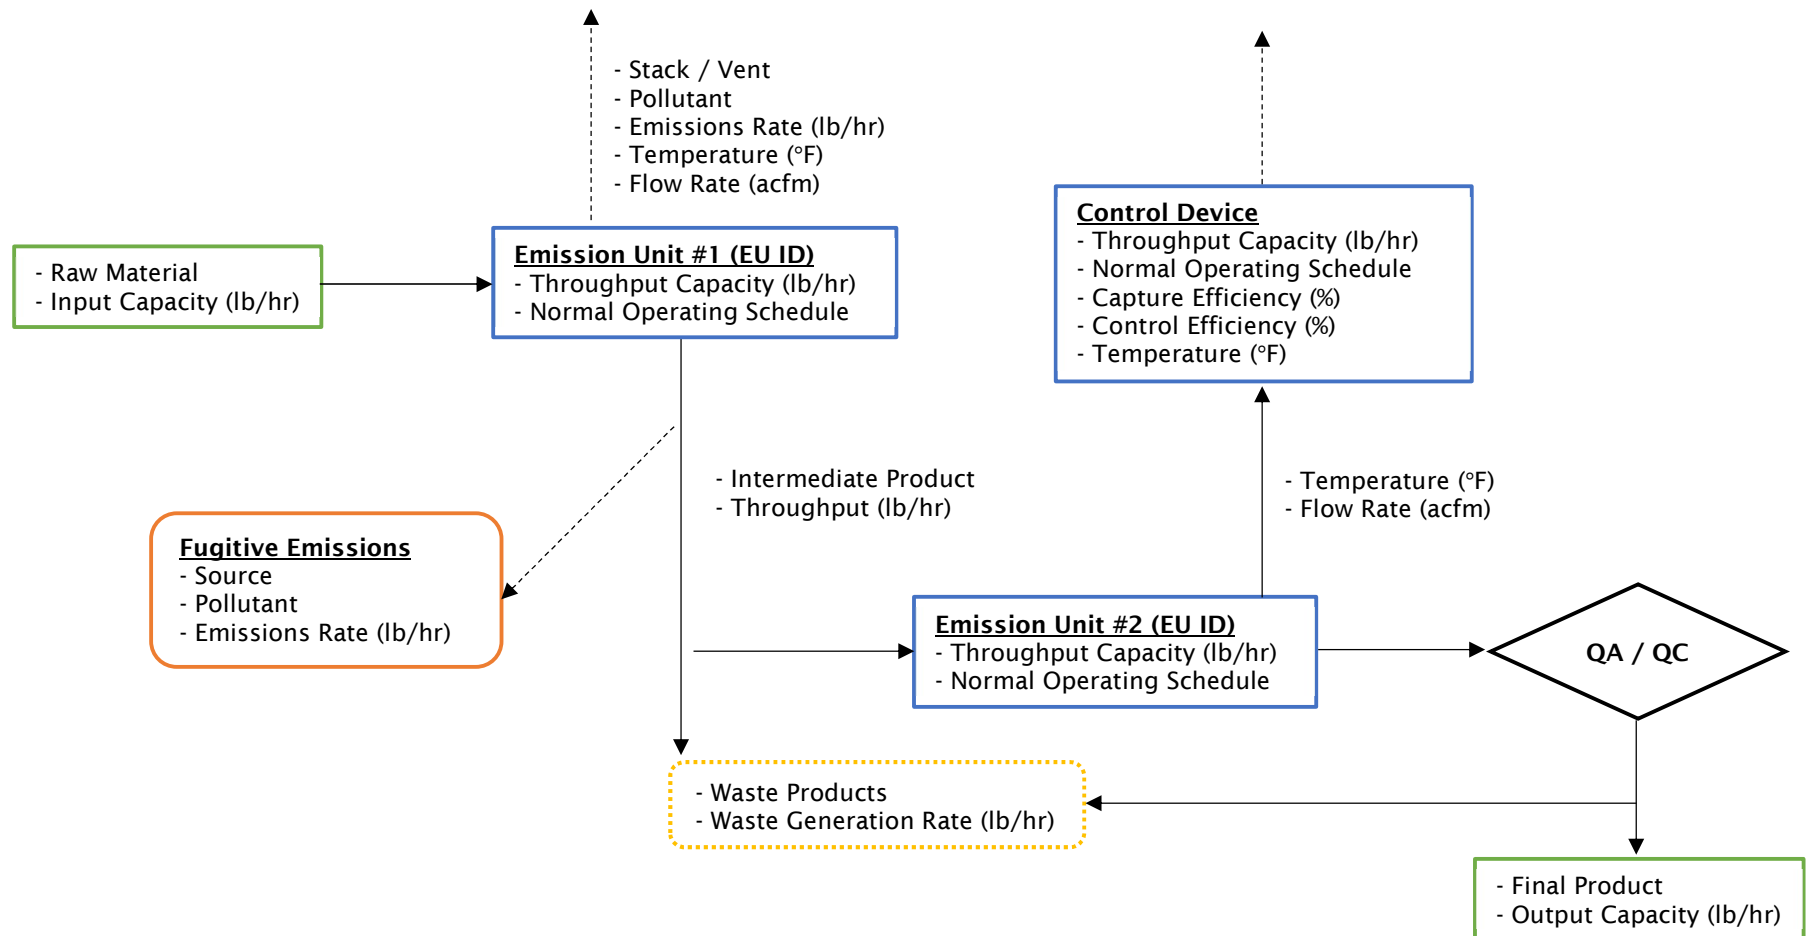 - Stack / Vent
- Pollutant
- Emissions Rate (lb/hr)
- Temperature (°F)
- Flow Rate (acfm)
- Raw Material
- Input Capacity (lb/hr)
Emission Unit #1 (EU ID)
- Throughput Capacity (lb/hr)
- Normal Operating Schedule
Control Device
- Throughput Capacity (lb/hr)
- Normal Operating Schedule
- Capture Efficiency (%)
- Control Efficiency (%)
- Temperature (°F)
- Intermediate Product
- Throughput (lb/hr)
- Temperature (°F)
- Flow Rate (acfm)
Fugitive Emissions
- Source
- Pollutant
- Emissions Rate (lb/hr)
Emission Unit #2 (EU ID)
- Throughput Capacity (lb/hr)
- Normal Operating Schedule
QA / QC
- Waste Products
- Waste Generation Rate (lb/hr)
- Final Product
- Output Capacity (lb/hr)